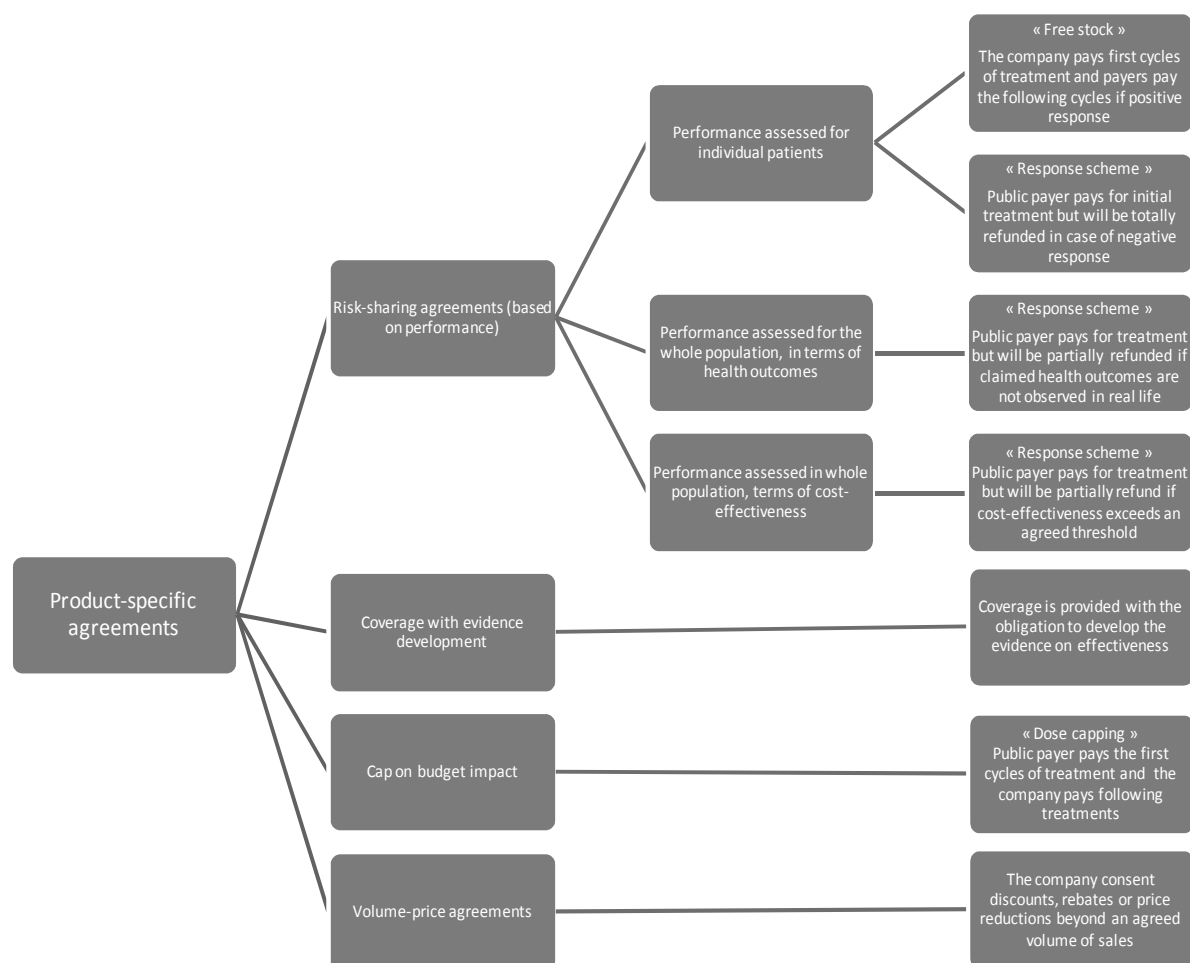 « Free stock »
The company pays first cycles
of treatment and payers pay
the following cycles if positive
response
Performance assessed for
individual patients
« Response scheme »
Public payer pays for initial
treatment but will be totally
refunded in case of negative
response
Risk-sharing agreements (based
on performance)
Performance assessed for the
whole population, in terms of
health outcomes
« Response scheme »
Public payer pays for treatment
but will be partially refunded if
claimed health outcomes are
not observed in real life
Performance assessed in whole
population, terms of cost-
effectiveness
« Response scheme »
Public payer pays for treatment
but will be partially refund if
cost-effectiveness exceeds an
agreed threshold
Product-specific
agreements
Coverage with evidence
development
Coverage is provided with the
obligation to develop the
evidence on effectiveness
Cap on budget impact
« Dose capping »
Public payer pays the first
cycles of treatment and the
company pays following
treatments
Volume-price agreements
The company consent
discounts, rebates or price
reductions beyond an agreed
volume of sales